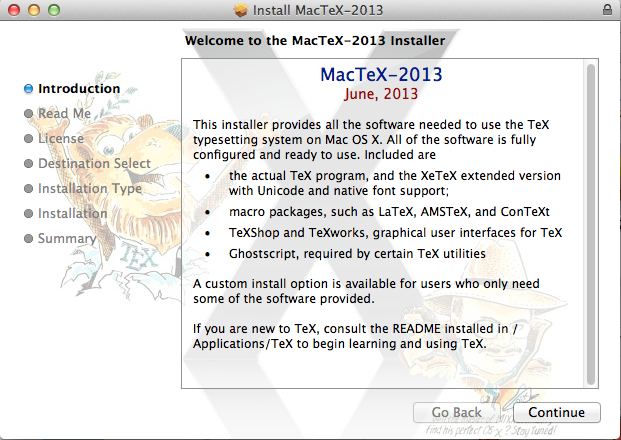 Install MacTeX-2013
Welcome to the MacTeX-2013 Installer
Introduction
Read Me
License
Destination Select
Installation Type
Installation
Summary
TEX
MacTeX-2013
June, 2013
This installer provides all the software needed to use the TeX
typesetting system on Mac OS X. All of the software is fully
configured and ready to use. Included are
• the actual TeX program, and the XeTeX extended version
with Unicode and native font support;
• macro packages, such as LaTeX, AMSTeX, and ConTeXt
• TeXShop and TeXworks, graphical user interfaces for TeX
• Ghostscript, required by certain TeX utilities
A custom install option is available for users who only need
some of the software provided.
If you are new to TeX, consult the README installed in /
Applications/TeX to begin learning and using TeX.
find his perfect OS-X? Stay tuned!
Go Back
Continue